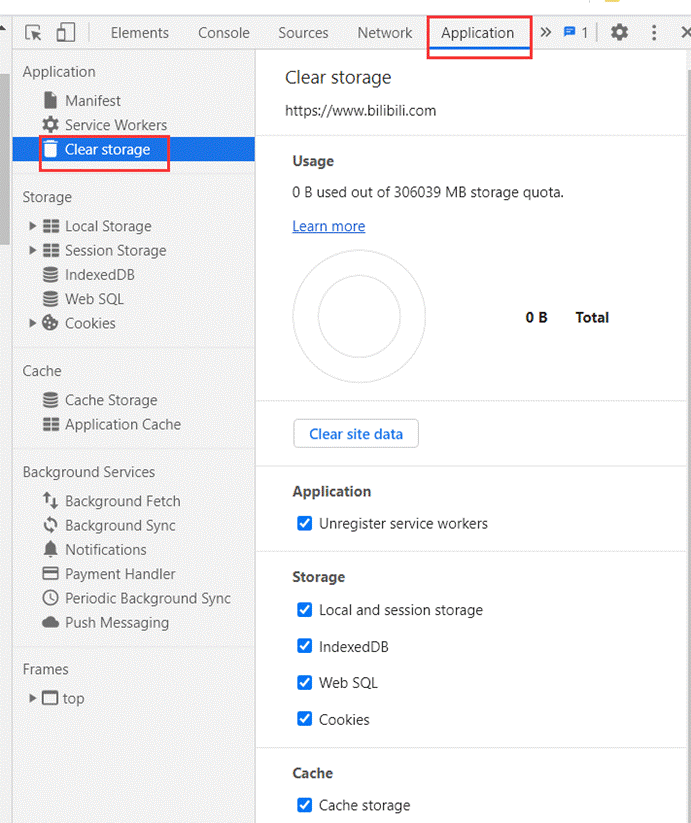 Elements Console Sources Network Application » 1
Application
Manifest
Service Workers
Clear storage
Storage
Local Storage
Session Storage
IndexedDB
Web SQL
Cookies
Cache
Cache Storage
Application Cache
Background Services
Background Fetch
Background Sync
Notifications
Payment Handler
Periodic Background Sync
Push Messaging
Frames
top
Clear storage
https://www.bilibili.com
Usage
0 B used out of 306039 MB storage quota.
Learn more
0 B Total
Clear site data
Application
Unregister service workers
Storage
Local and session storage
IndexedDB
Web SQL
Cookies
Cache
Cache storage